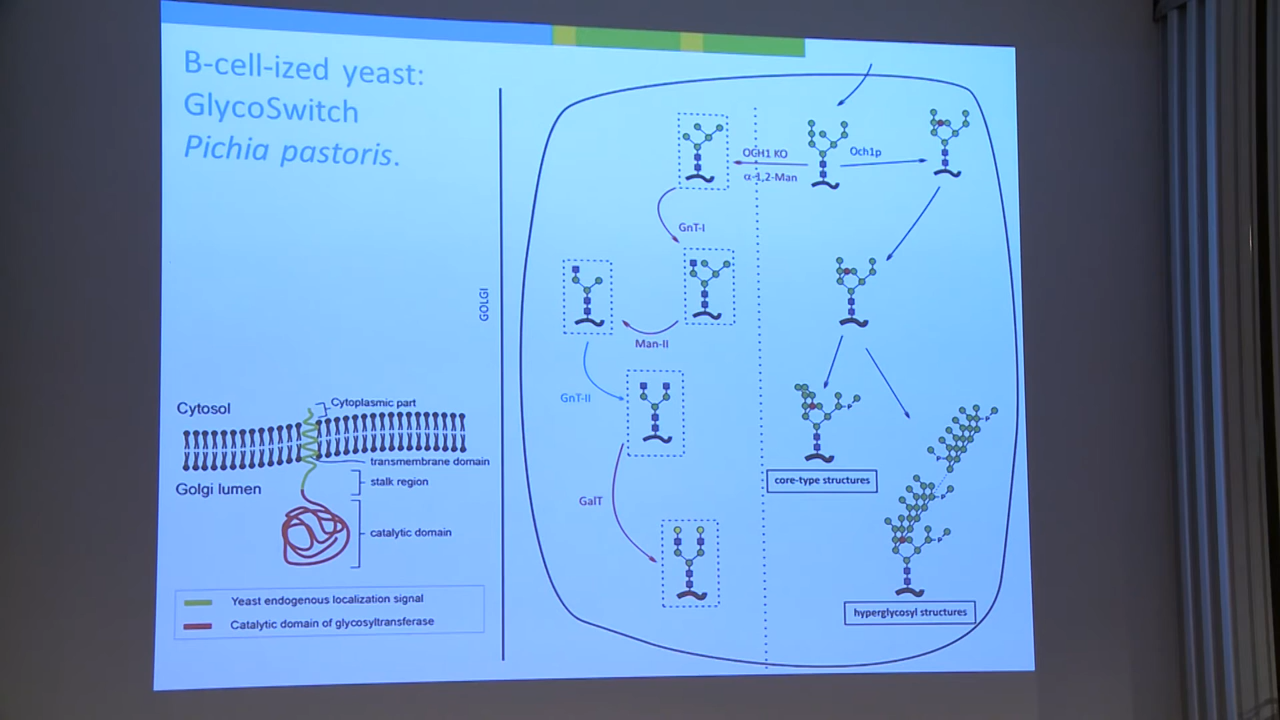 B-cell-ized yeast:
GlycoSwitch
Pichia pastoris.
GOLGI
OCH1 KO
α-1,2-Man
Och1p
GnT-I
Man-II
GnT-II
GalT
core-type structures
hyperglycosyl structures
Cytosol
Cytoplasmic part
transmembrane domain
Golgi lumen
stalk region
catalytic domain
Yeast endogenous localization signal
Catalytic domain of glycosyltransferase